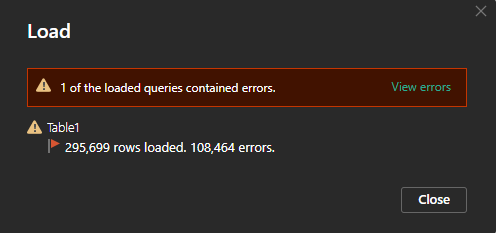 Load
1 of the loaded queries contained errors. View errors
Table1
295,699 rows loaded. 108,464 errors.
Close